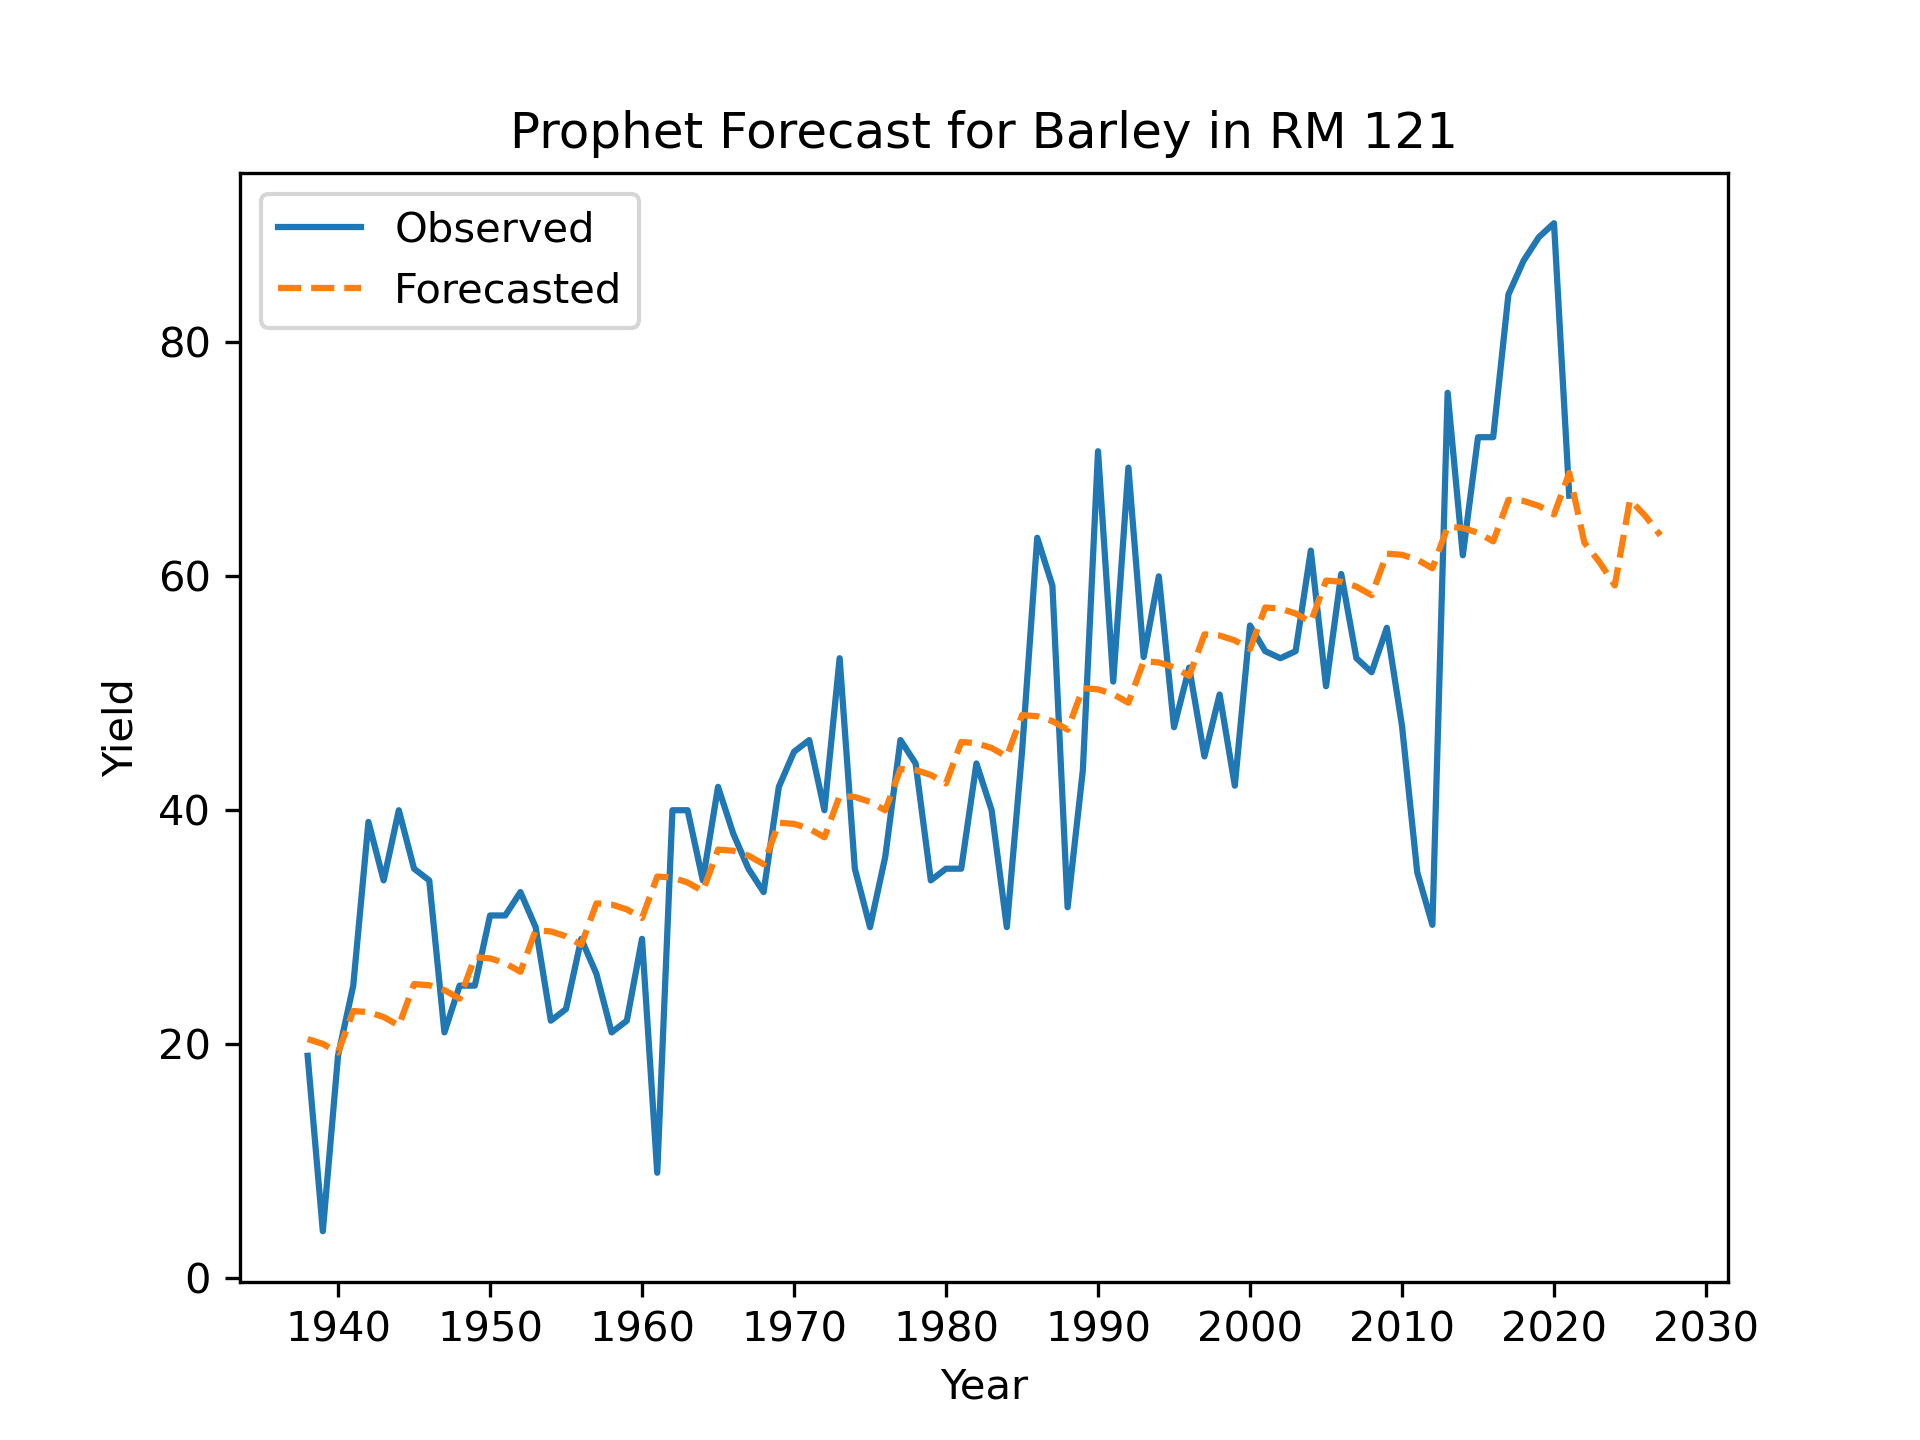 Prophet Forecast for Barley in RM 121
Observed
Forecasted
80
60
40
20
0
Yield
1940 1950 1960 1970 1980 1990 2000 2010 2020 2030
Year